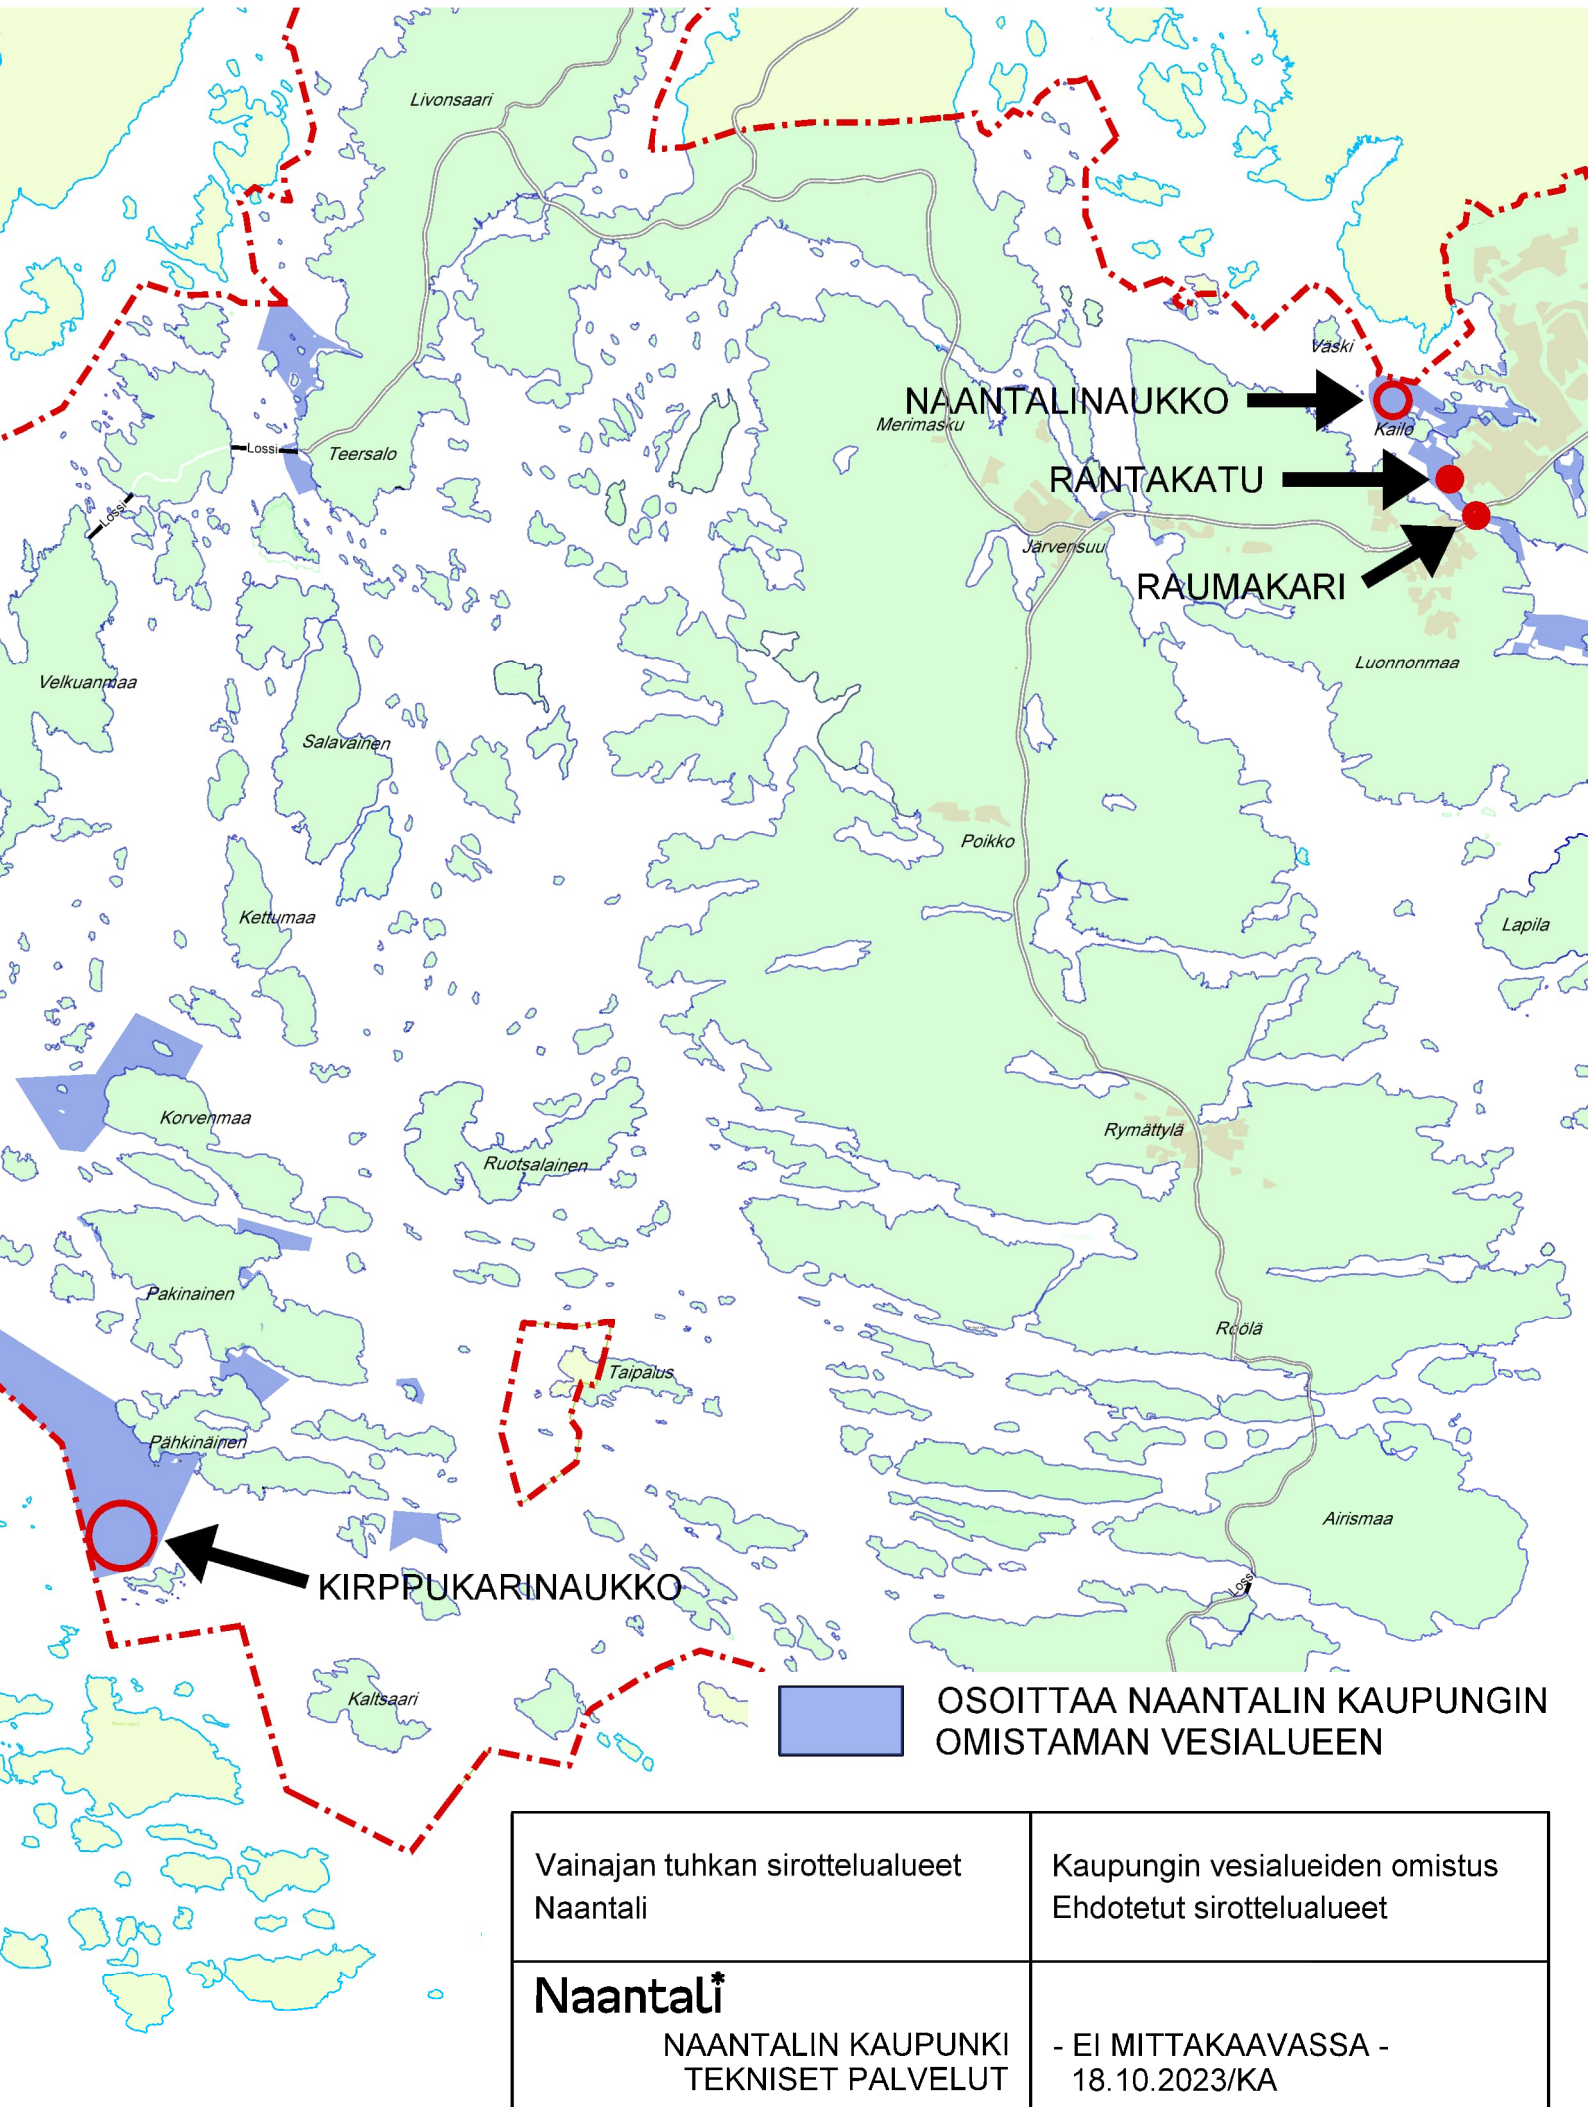 Livonsaari
Väski
NAANTALINAUKKO
Merimasku
Kailo
Lossi
Teersalo
RANTAKATU
Lossi
Järvensuu
RAUMAKARI
Luonnonmaa
Velkuanmaa
Salavainen
Poikko
Kettumaa
Lapila
Korvenmaa
Rymättylä
Ruotsalainen
Pakinainen
Röölä
Taipalus
Pähkinäinen
Airismaa
KIRPPUKARINAUKKO
Lossi
Kaltsaari
OSOITTAA NAANTALIN KAUPUNGIN
OMISTAMAN VESIALUEEN
Vainajan tuhkan sirottelualueet
Naantali
Kaupungin vesialueiden omistus
Ehdotetut sirottelualueet
Naantali*
NAANTALIN KAUPUNKI
TEKNISET PALVELUT
- EI MITTAKAAVASSA -
18.10.2023/KA